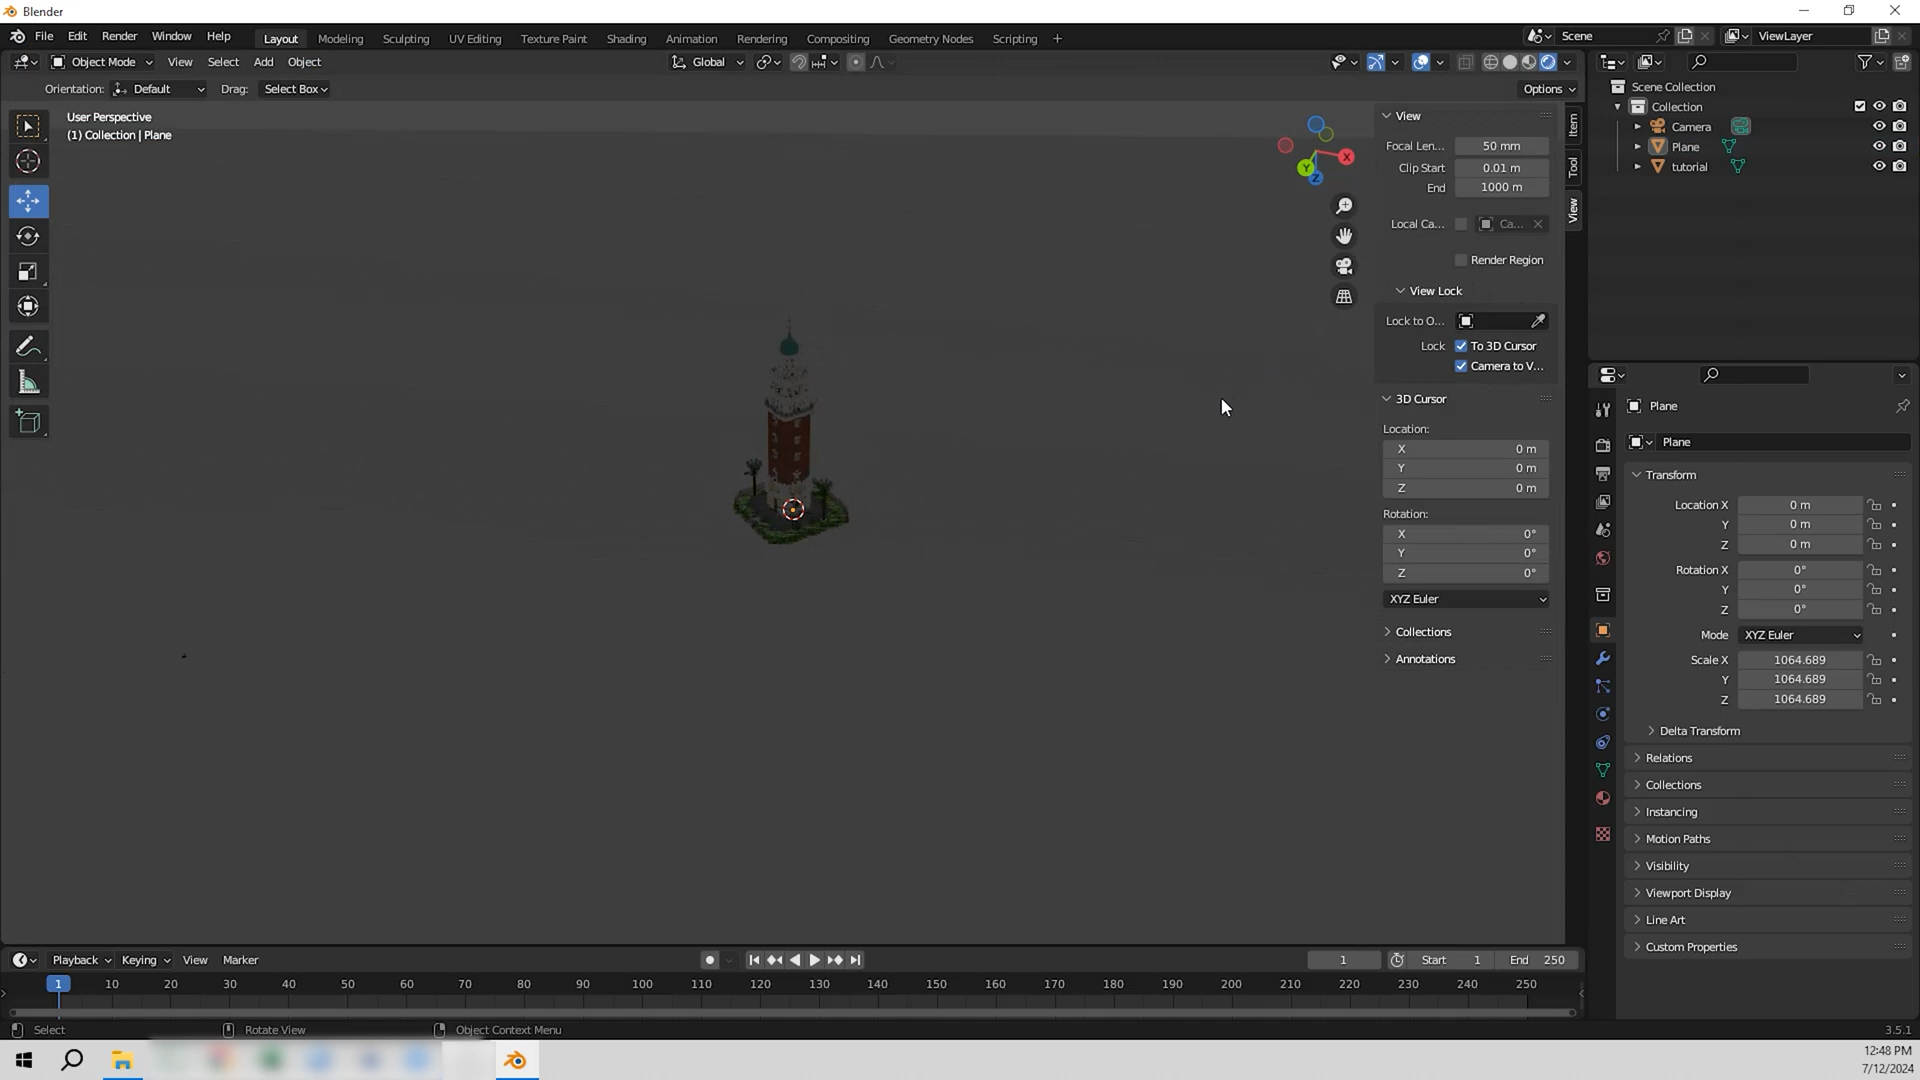 Blender
File Edit Render Window Help Layout Modeling Sculpting UV Editing Texture Paint Shading Animation Rendering Compositing Geometry Nodes Scripting + Scene ViewLayer
Object Mode View Select Add Object Global
Orientation: Default Drag: Select Box Options
User Perspective
(1) Collection | Plane
X
Y
Z
View
Focal Len... 50 mm
Clip Start 0.01 m
End 1000 m
Local Ca... Ca...
Render Region
View Lock
Lock to O...
Lock To 3D Cursor
Camera to V...
3D Cursor
Location:
X 0 m
Y 0 m
Z 0 m
Rotation:
X 0°
Y 0°
Z 0°
XYZ Euler
Collections
Annotations
Item
Tool
View
Scene Collection
Collection
Camera
Plane
tutorial
Plane
Plane
Transform
Location X 0 m
Y 0 m
Z 0 m
Rotation X 0°
Y 0°
Z 0°
Mode XYZ Euler
Scale X 1064.689
Y 1064.689
Z 1064.689
Delta Transform
Relations
Collections
Instancing
Motion Paths
Visibility
Viewport Display
Line Art
Custom Properties
Playback Keying View Marker 1 Start 1 End 250
1 10 20 30 40 50 60 70 80 90 100 110 120 130 140 150 160 170 180 190 200 210 220 230 240 250
Select Rotate View Object Context Menu 3.5.1
12:48 PM
7/12/2024